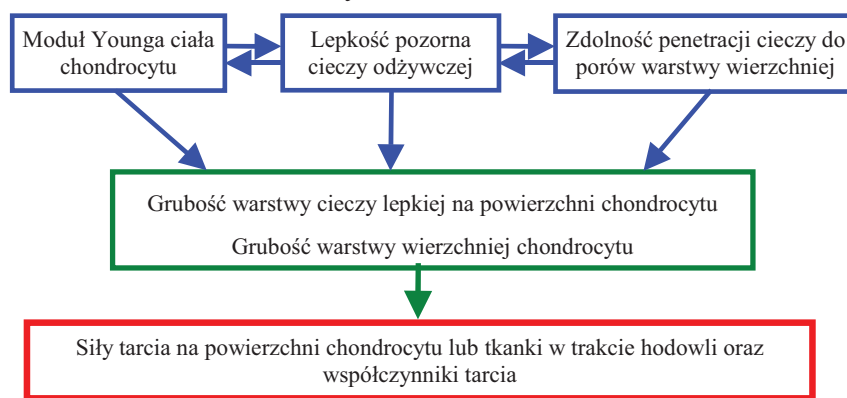 Moduł Younga ciała
chondrocytu
Lepkość pozorna
cieczy odżywczej
Zdolność penetracji cieczy do
porów warstwy wierzchniej
Grubość warstwy cieczy lepkiej na powierzchni chondrocytu
Grubość warstwy wierzchniej chondrocytu
Siły tarcia na powierzchni chondrocytu lub tkanki w trakcie hodowli oraz
współczynniki tarcia